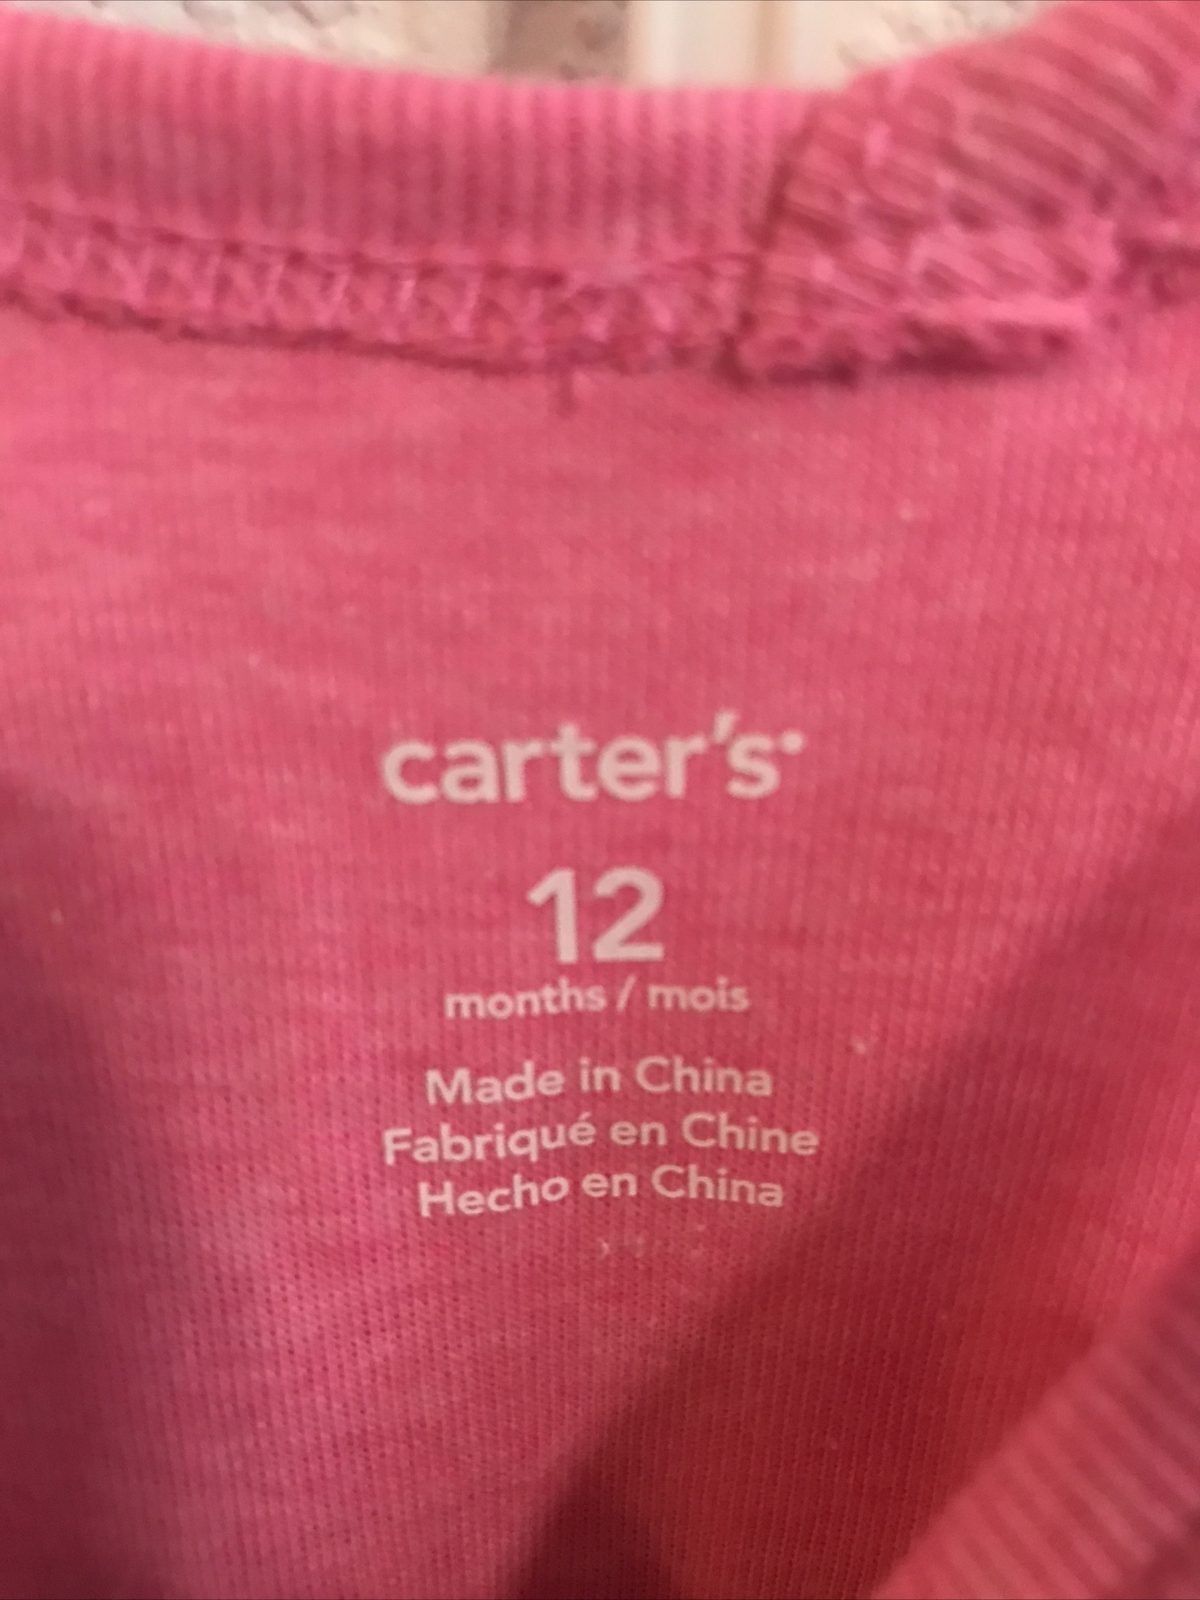 carter's
12
months / mois
Made in China
Fabriqué en Chine
Hecho en China